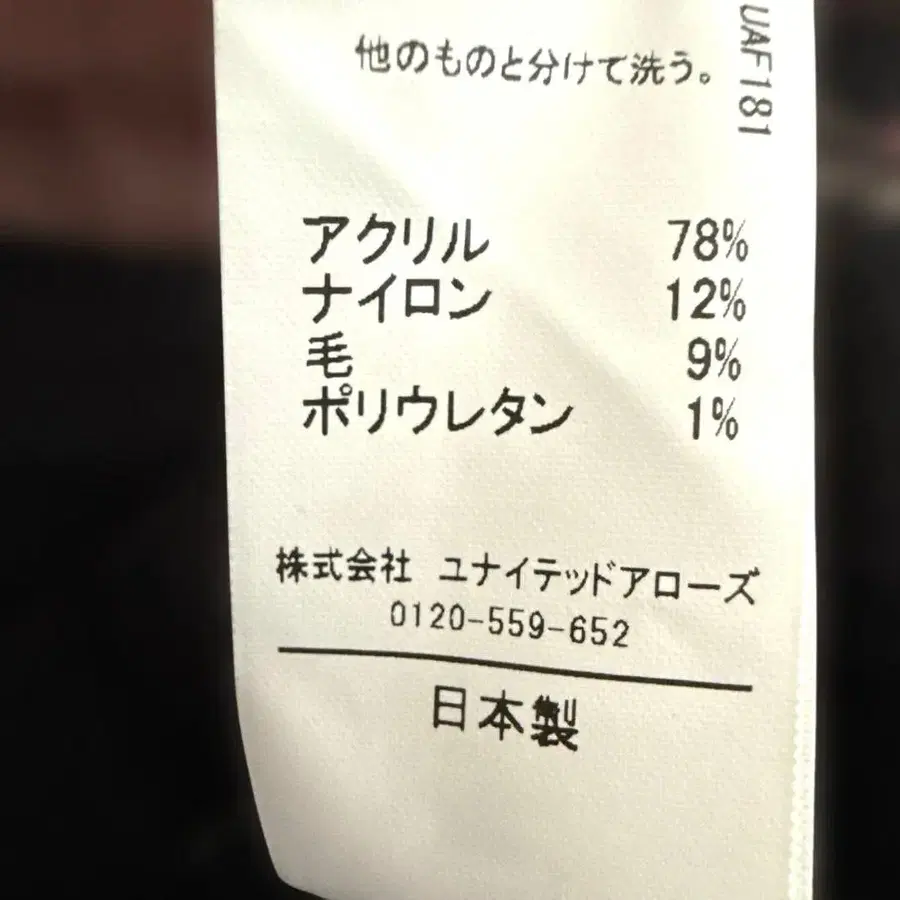 他のものと分けて洗う。
UAF181
アクリル 78%
ナイロン 12%
毛 9%
ポリウレタン 1%
株式会社 ユナイテッドアローズ
0120-559-652
日本製